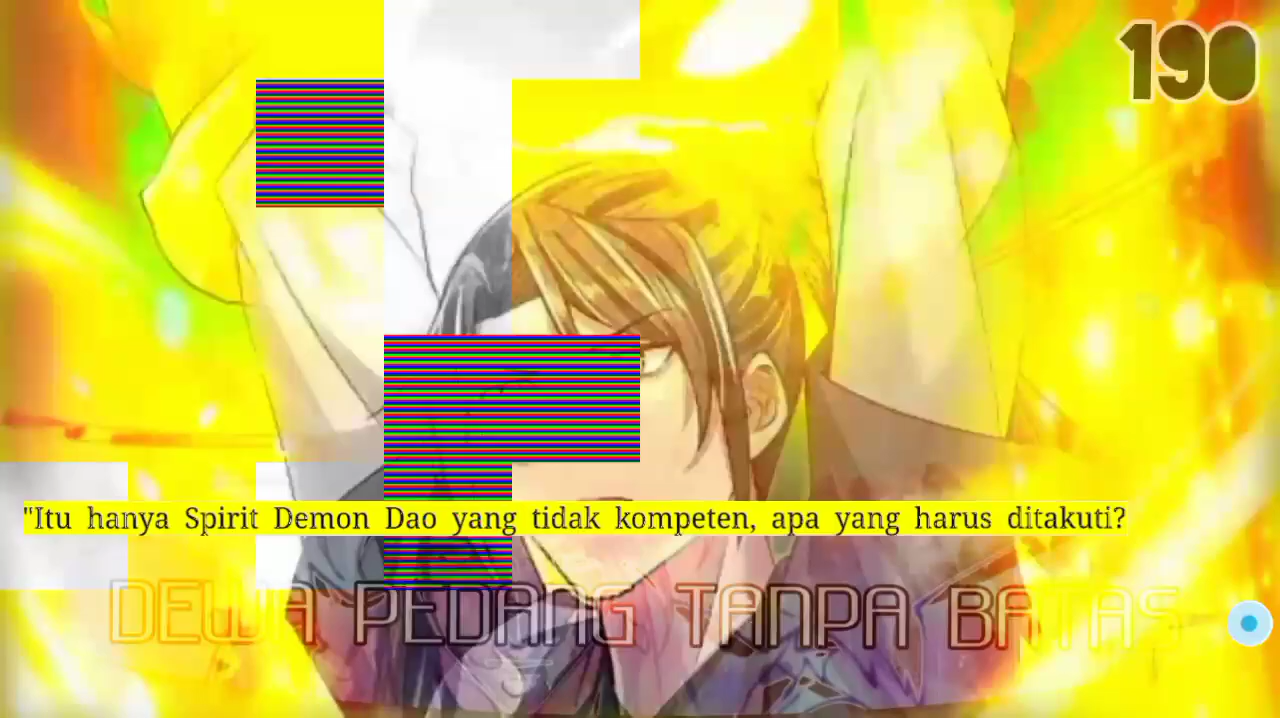 190
"Itu hanya Spirit Demon Dao yang tidak kompeten, apa yang harus ditakuti?
DEWA PEDANG TANPA BATAS